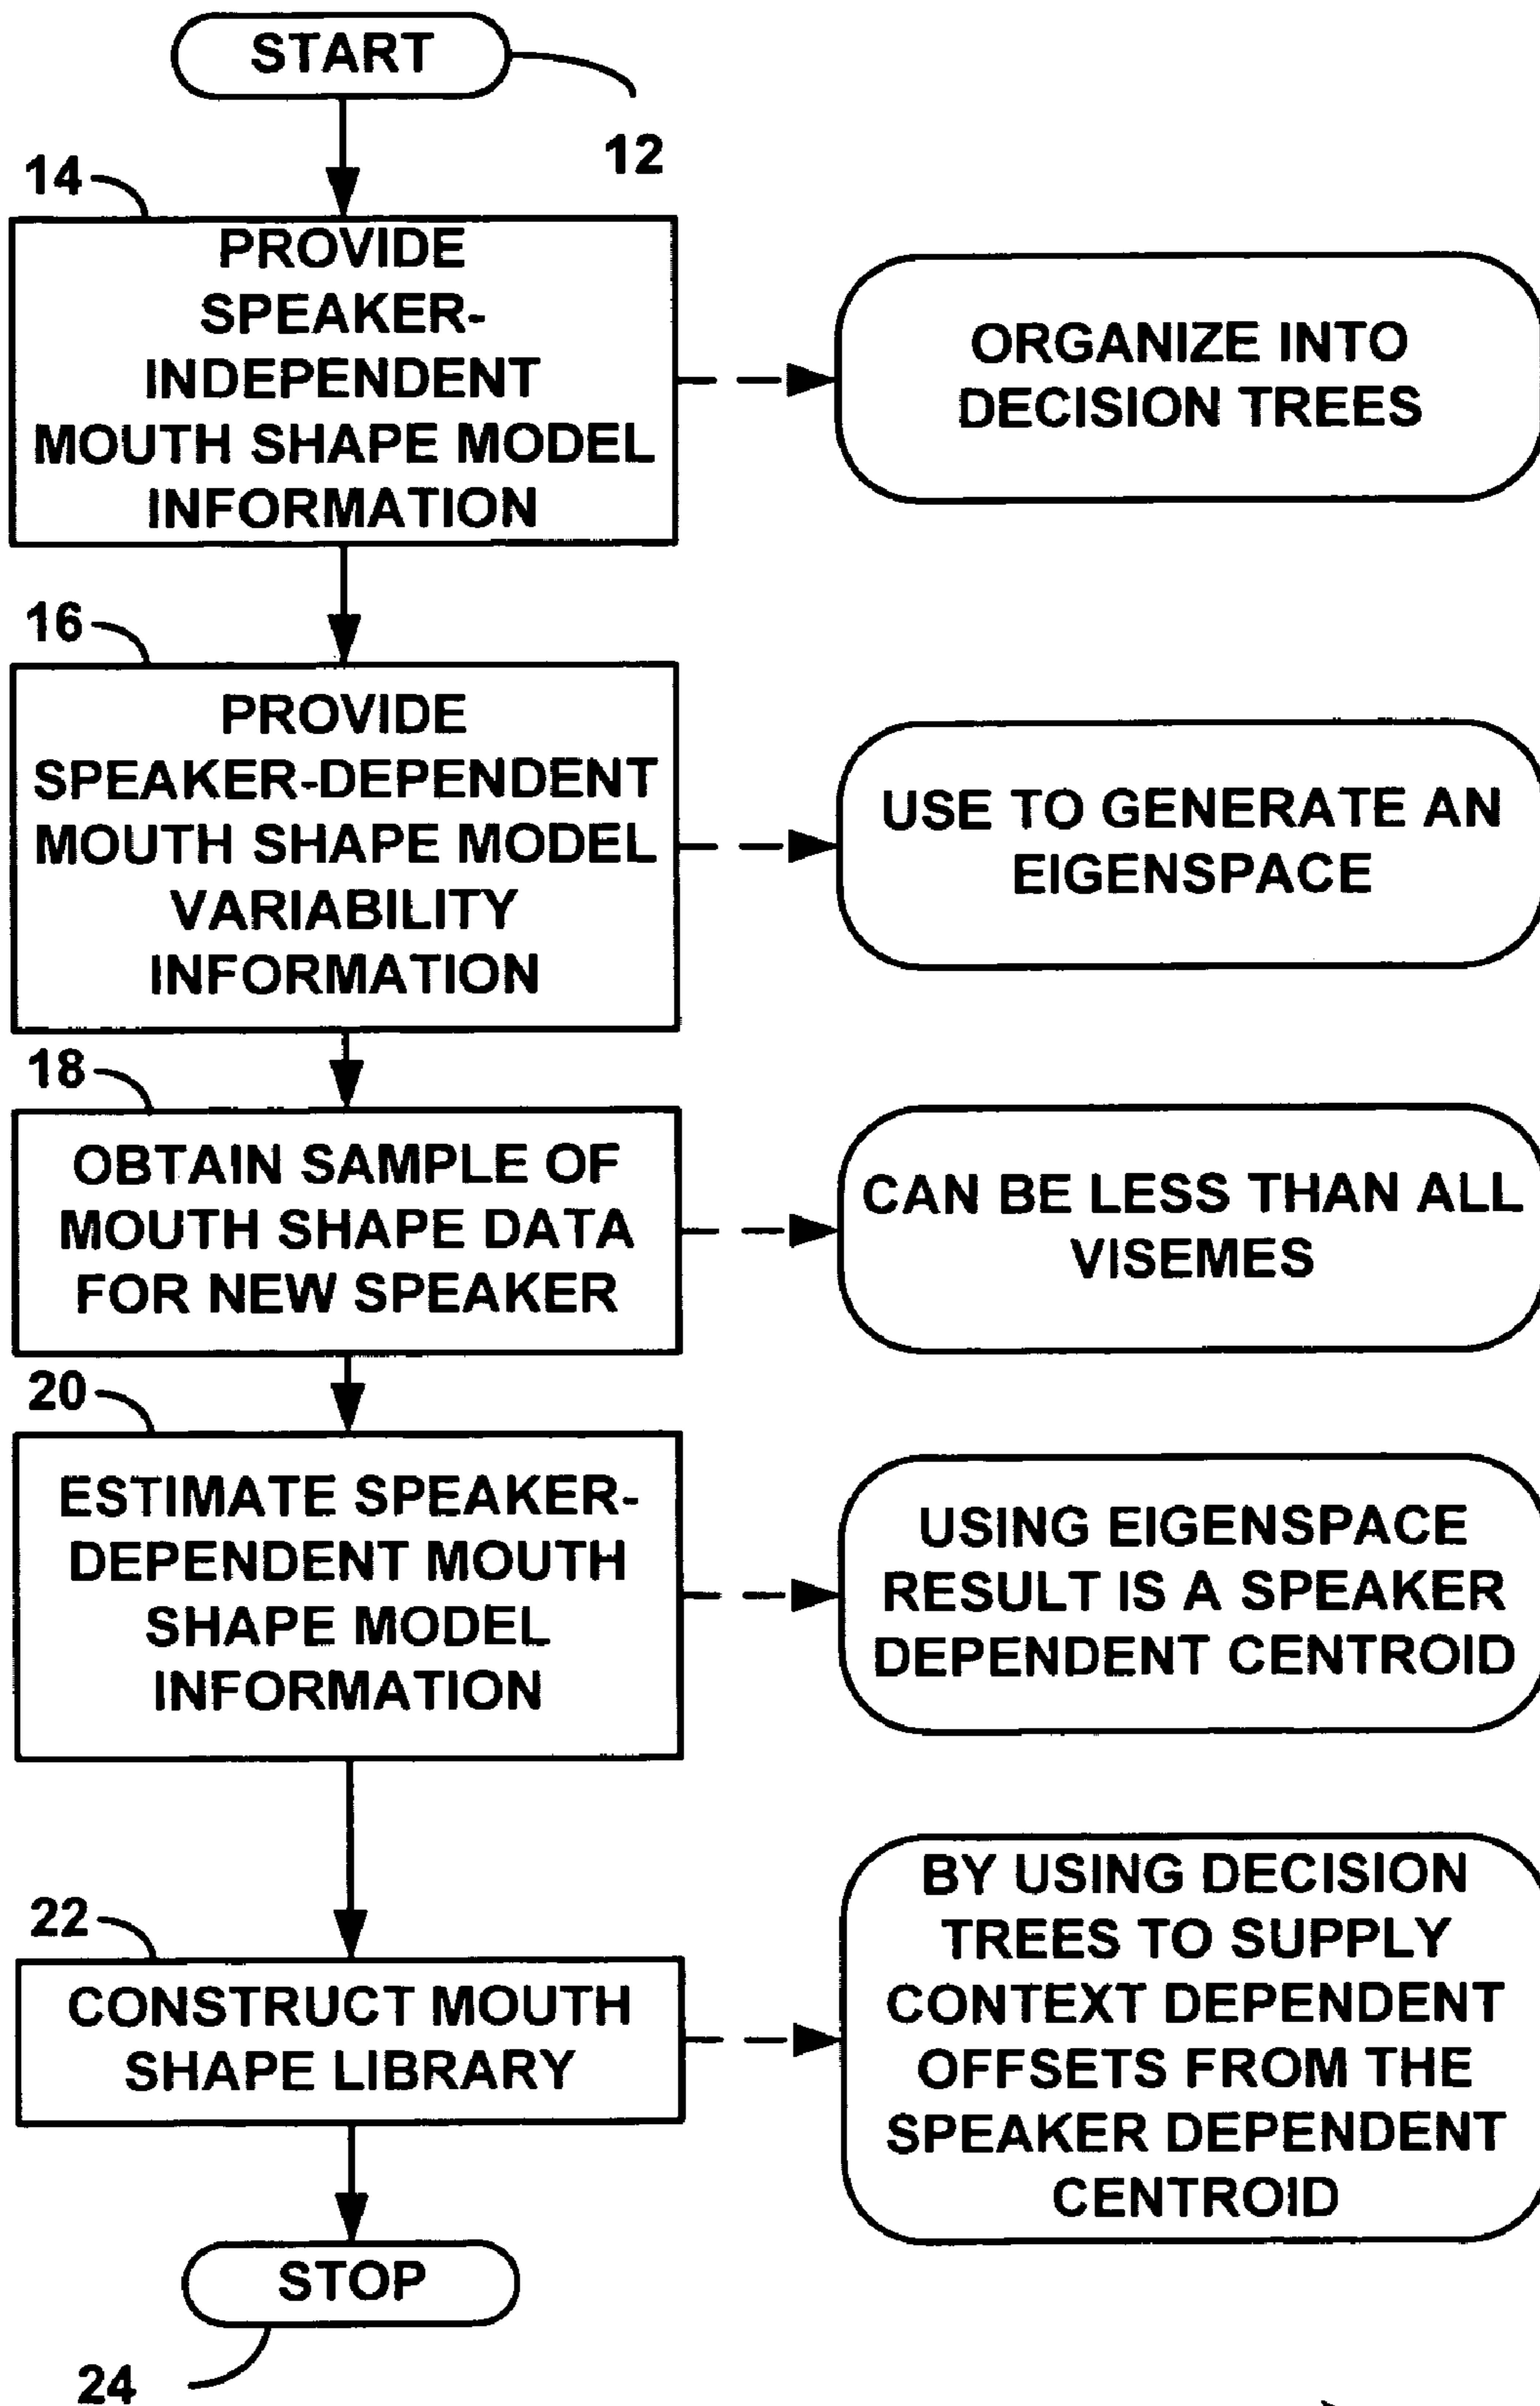 START
12
14
PROVIDE
SPEAKER-
INDEPENDENT
MOUTH SHAPE MODEL
INFORMATION
ORGANIZE INTO
DECISION TREES
16
PROVIDE
SPEAKER-DEPENDENT
MOUTH SHAPE MODEL
VARIABILITY
INFORMATION
USE TO GENERATE AN
EIGENSPACE
18
OBTAIN SAMPLE OF
MOUTH SHAPE DATA
FOR NEW SPEAKER
CAN BE LESS THAN ALL
VISEMES
20
ESTIMATE SPEAKER-
DEPENDENT MOUTH
SHAPE MODEL
INFORMATION
USING EIGENSPACE
RESULT IS A SPEAKER
DEPENDENT CENTROID
22
CONSTRUCT MOUTH
SHAPE LIBRARY
BY USING DECISION
TREES TO SUPPLY
CONTEXT DEPENDENT
OFFSETS FROM THE
SPEAKER DEPENDENT
CENTROID
STOP
24